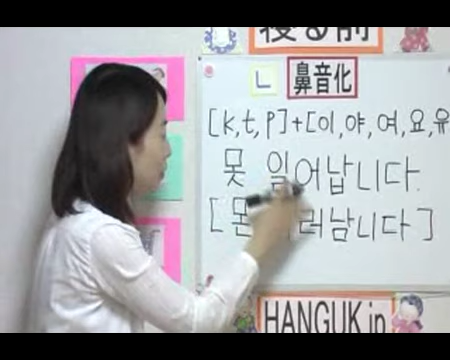 寝る前
ㄴ 鼻音化
[k,t,p]+[이,야,여,요,유
못 일어납니다.
[몬 러남니다]
HANGUK.jp